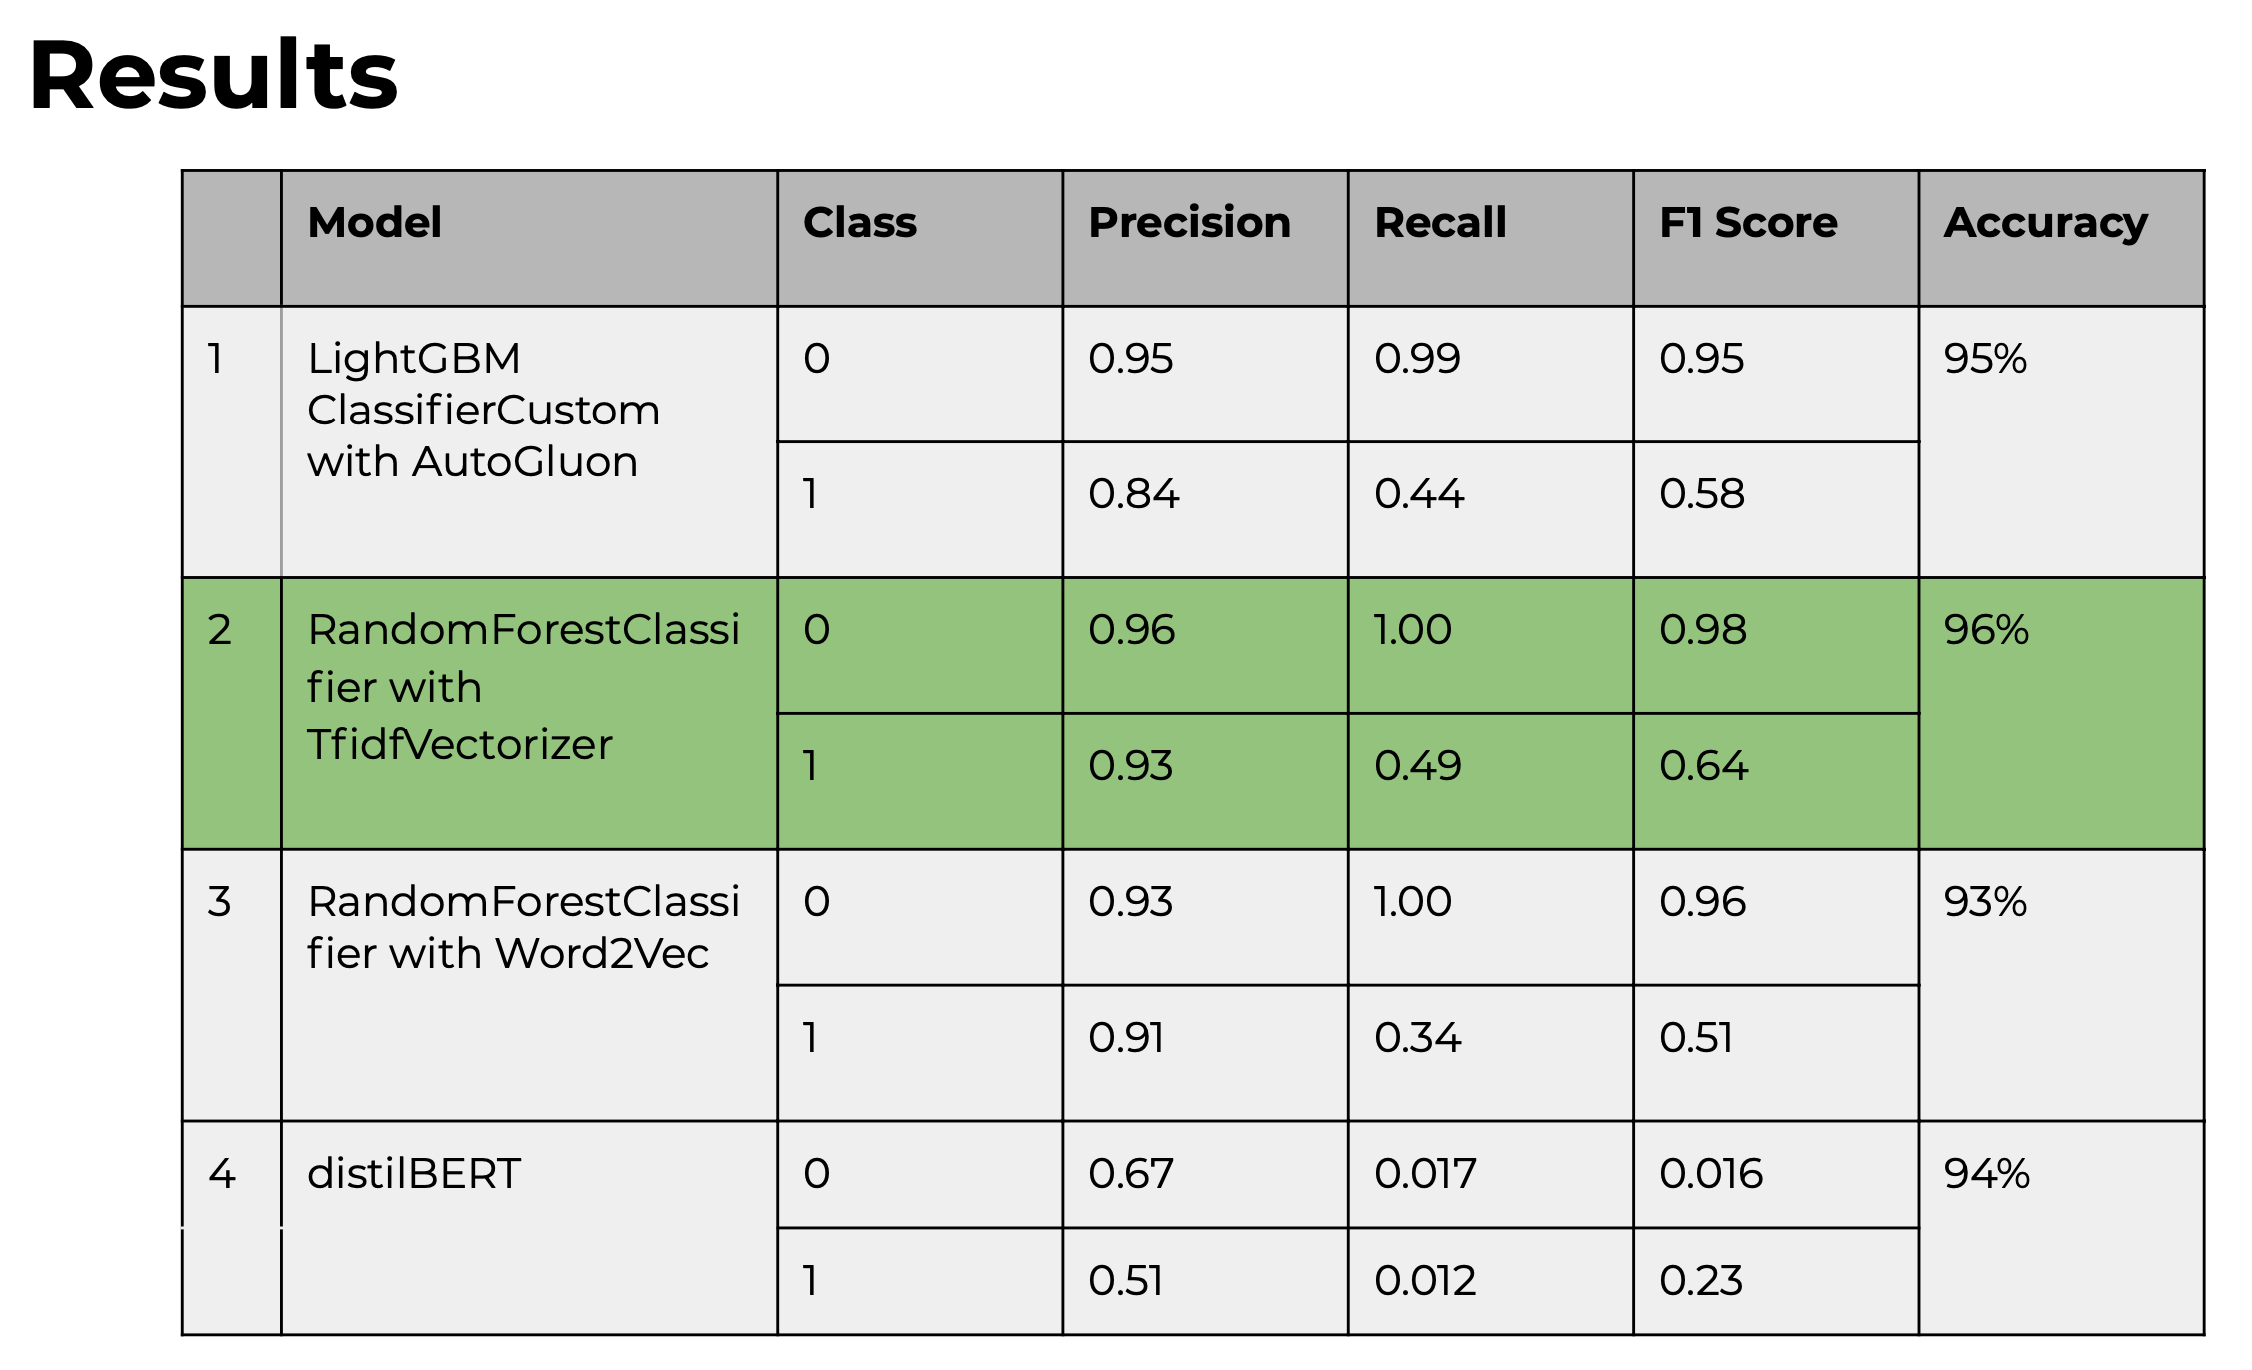 Results
Model Class Precision Recall F1 Score Accuracy
1 LightGBM 0 0.95 0.99 0.95 95%
ClassifierCustom
with AutoGluon
1 0.84 0.44 0.58
2 RandomForestClassi 0 0.96 1.00 0.98 96%
fier with
TfidfVectorizer
1 0.93 0.49 0.64
3 RandomForestClassi 0 0.93 1.00 0.96 93%
fier with Word2Vec
1 0.91 0.34 0.51
4 distilBERT 0 0.67 0.017 0.016 94%
1 0.51 0.012 0.23